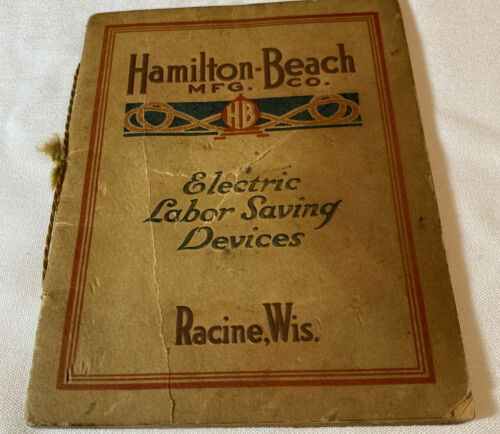 Hamilton-Beach
MFG. CO.
HB
Electric
Labor Saving
Devices
Racine, Wis.